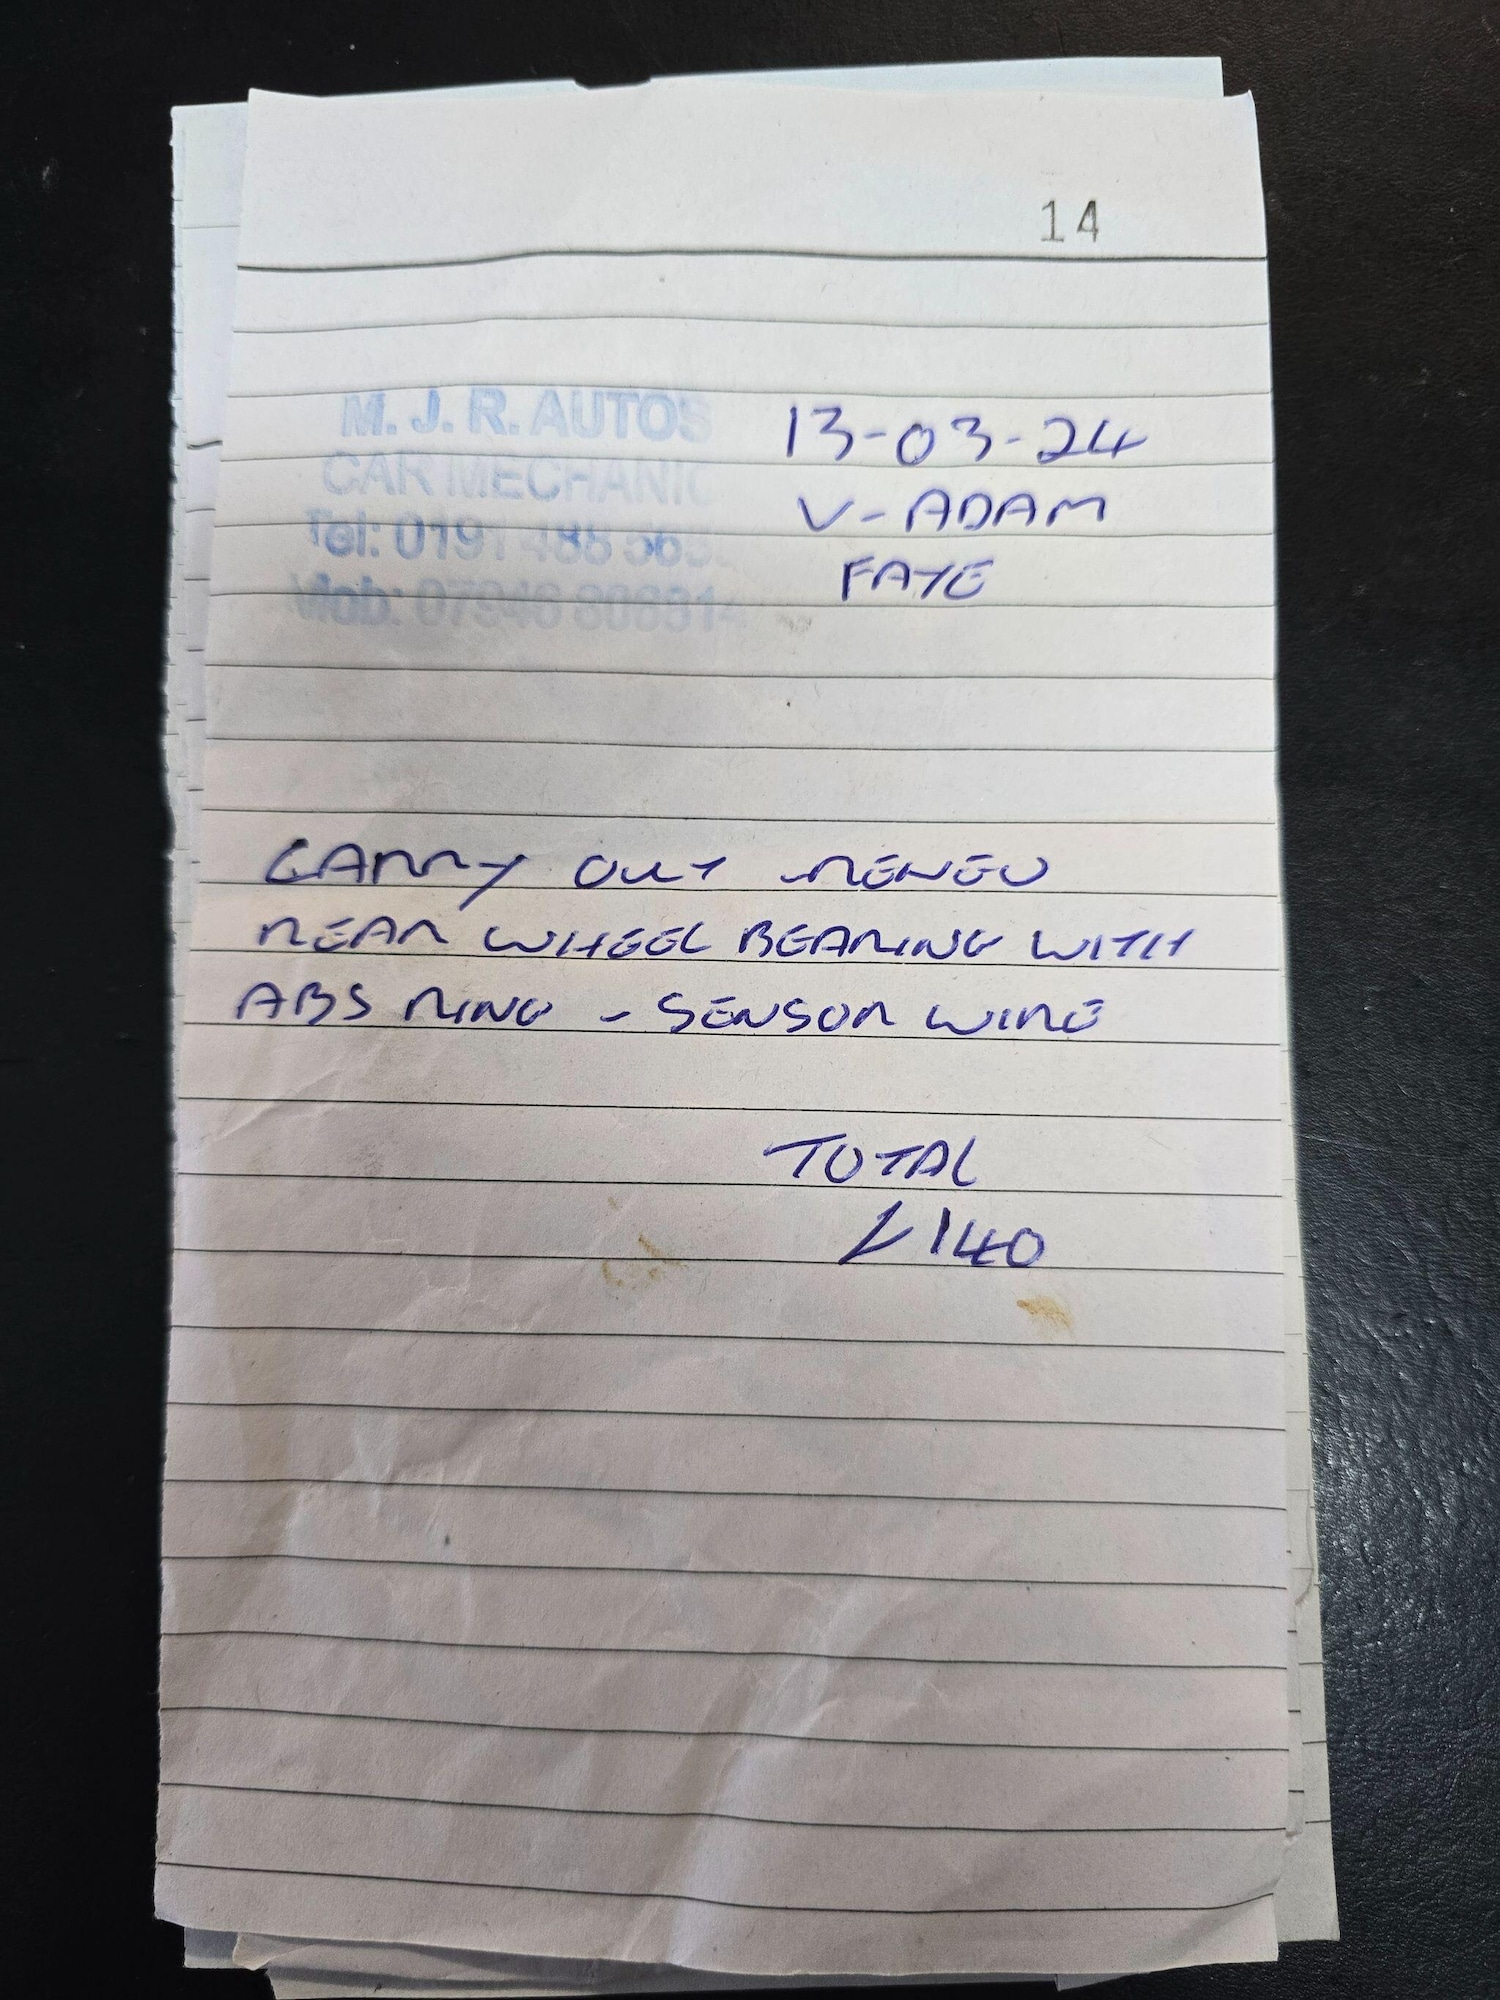 14
M. J. R. AUTOS
CAR MECHANIC
Tel: 0191 488
Mob: 07946
13-03-24
V-ADAM
FAYE
CARRY OUT RENEW
REAR WHEEL BEARING WITH
ABS RING - SENSOR WIRE
TOTAL
£140